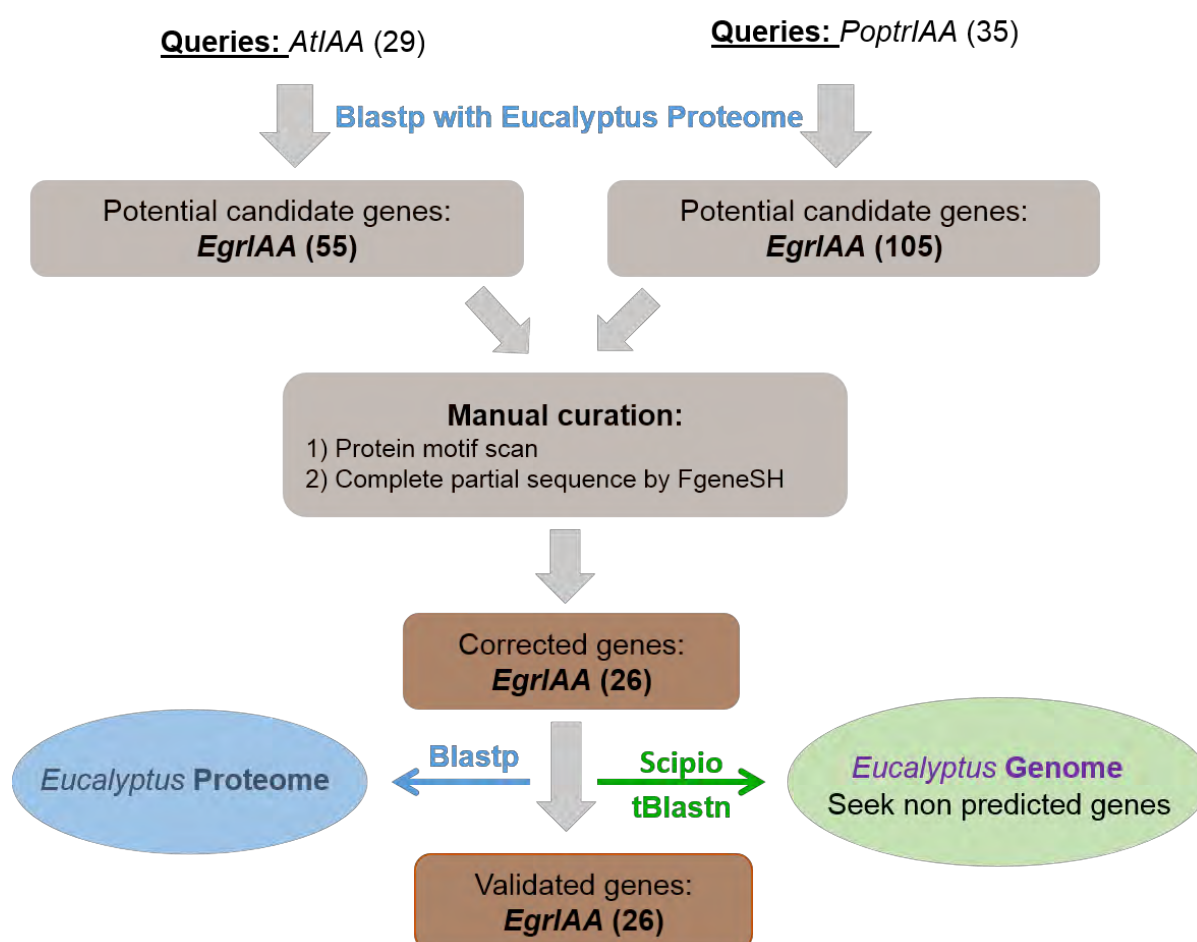 Queries: AtIAA (29)
Queries: PoptrIAA (35)
Blastp with Eucalyptus Proteome
Potential candidate genes:
EgrIAA (55)
Potential candidate genes:
EgrIAA (105)
Manual curation:
1) Protein motif scan
2) Complete partial sequence by FgeneSH
Corrected genes:
EgrIAA (26)
Blastp
Eucalyptus Proteome
Scipio
tBlastn
Eucalyptus Genome
Seek non predicted genes
Validated genes:
EgrIAA (26)